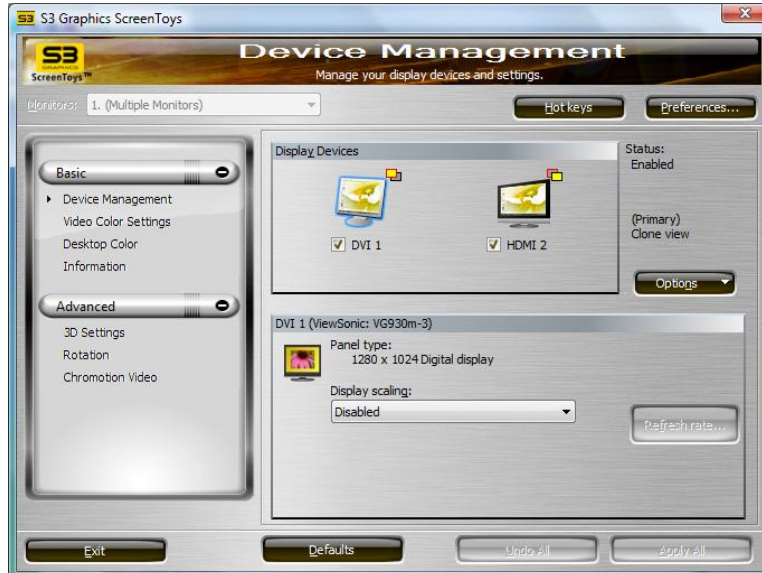 S3 S3 Graphics ScreenToys
S3
GRAPHICS
ScreenToys™
Device Management
Manage your display devices and settings.
Monitors: 1. (Multiple Monitors)
Hot keys
Preferences...
Basic
Device Management
Video Color Settings
Desktop Color
Information
Advanced
3D Settings
Rotation
Chromotion Video
Display Devices
DVI 1
HDMI 2
Status:
Enabled
(Primary)
Clone view
Options
DVI 1 (ViewSonic: VG930m-3)
Panel type:
1280 x 1024 Digital display
Display scaling:
Disabled
Refresh rate...
Exit
Defaults
Undo All
Apply All